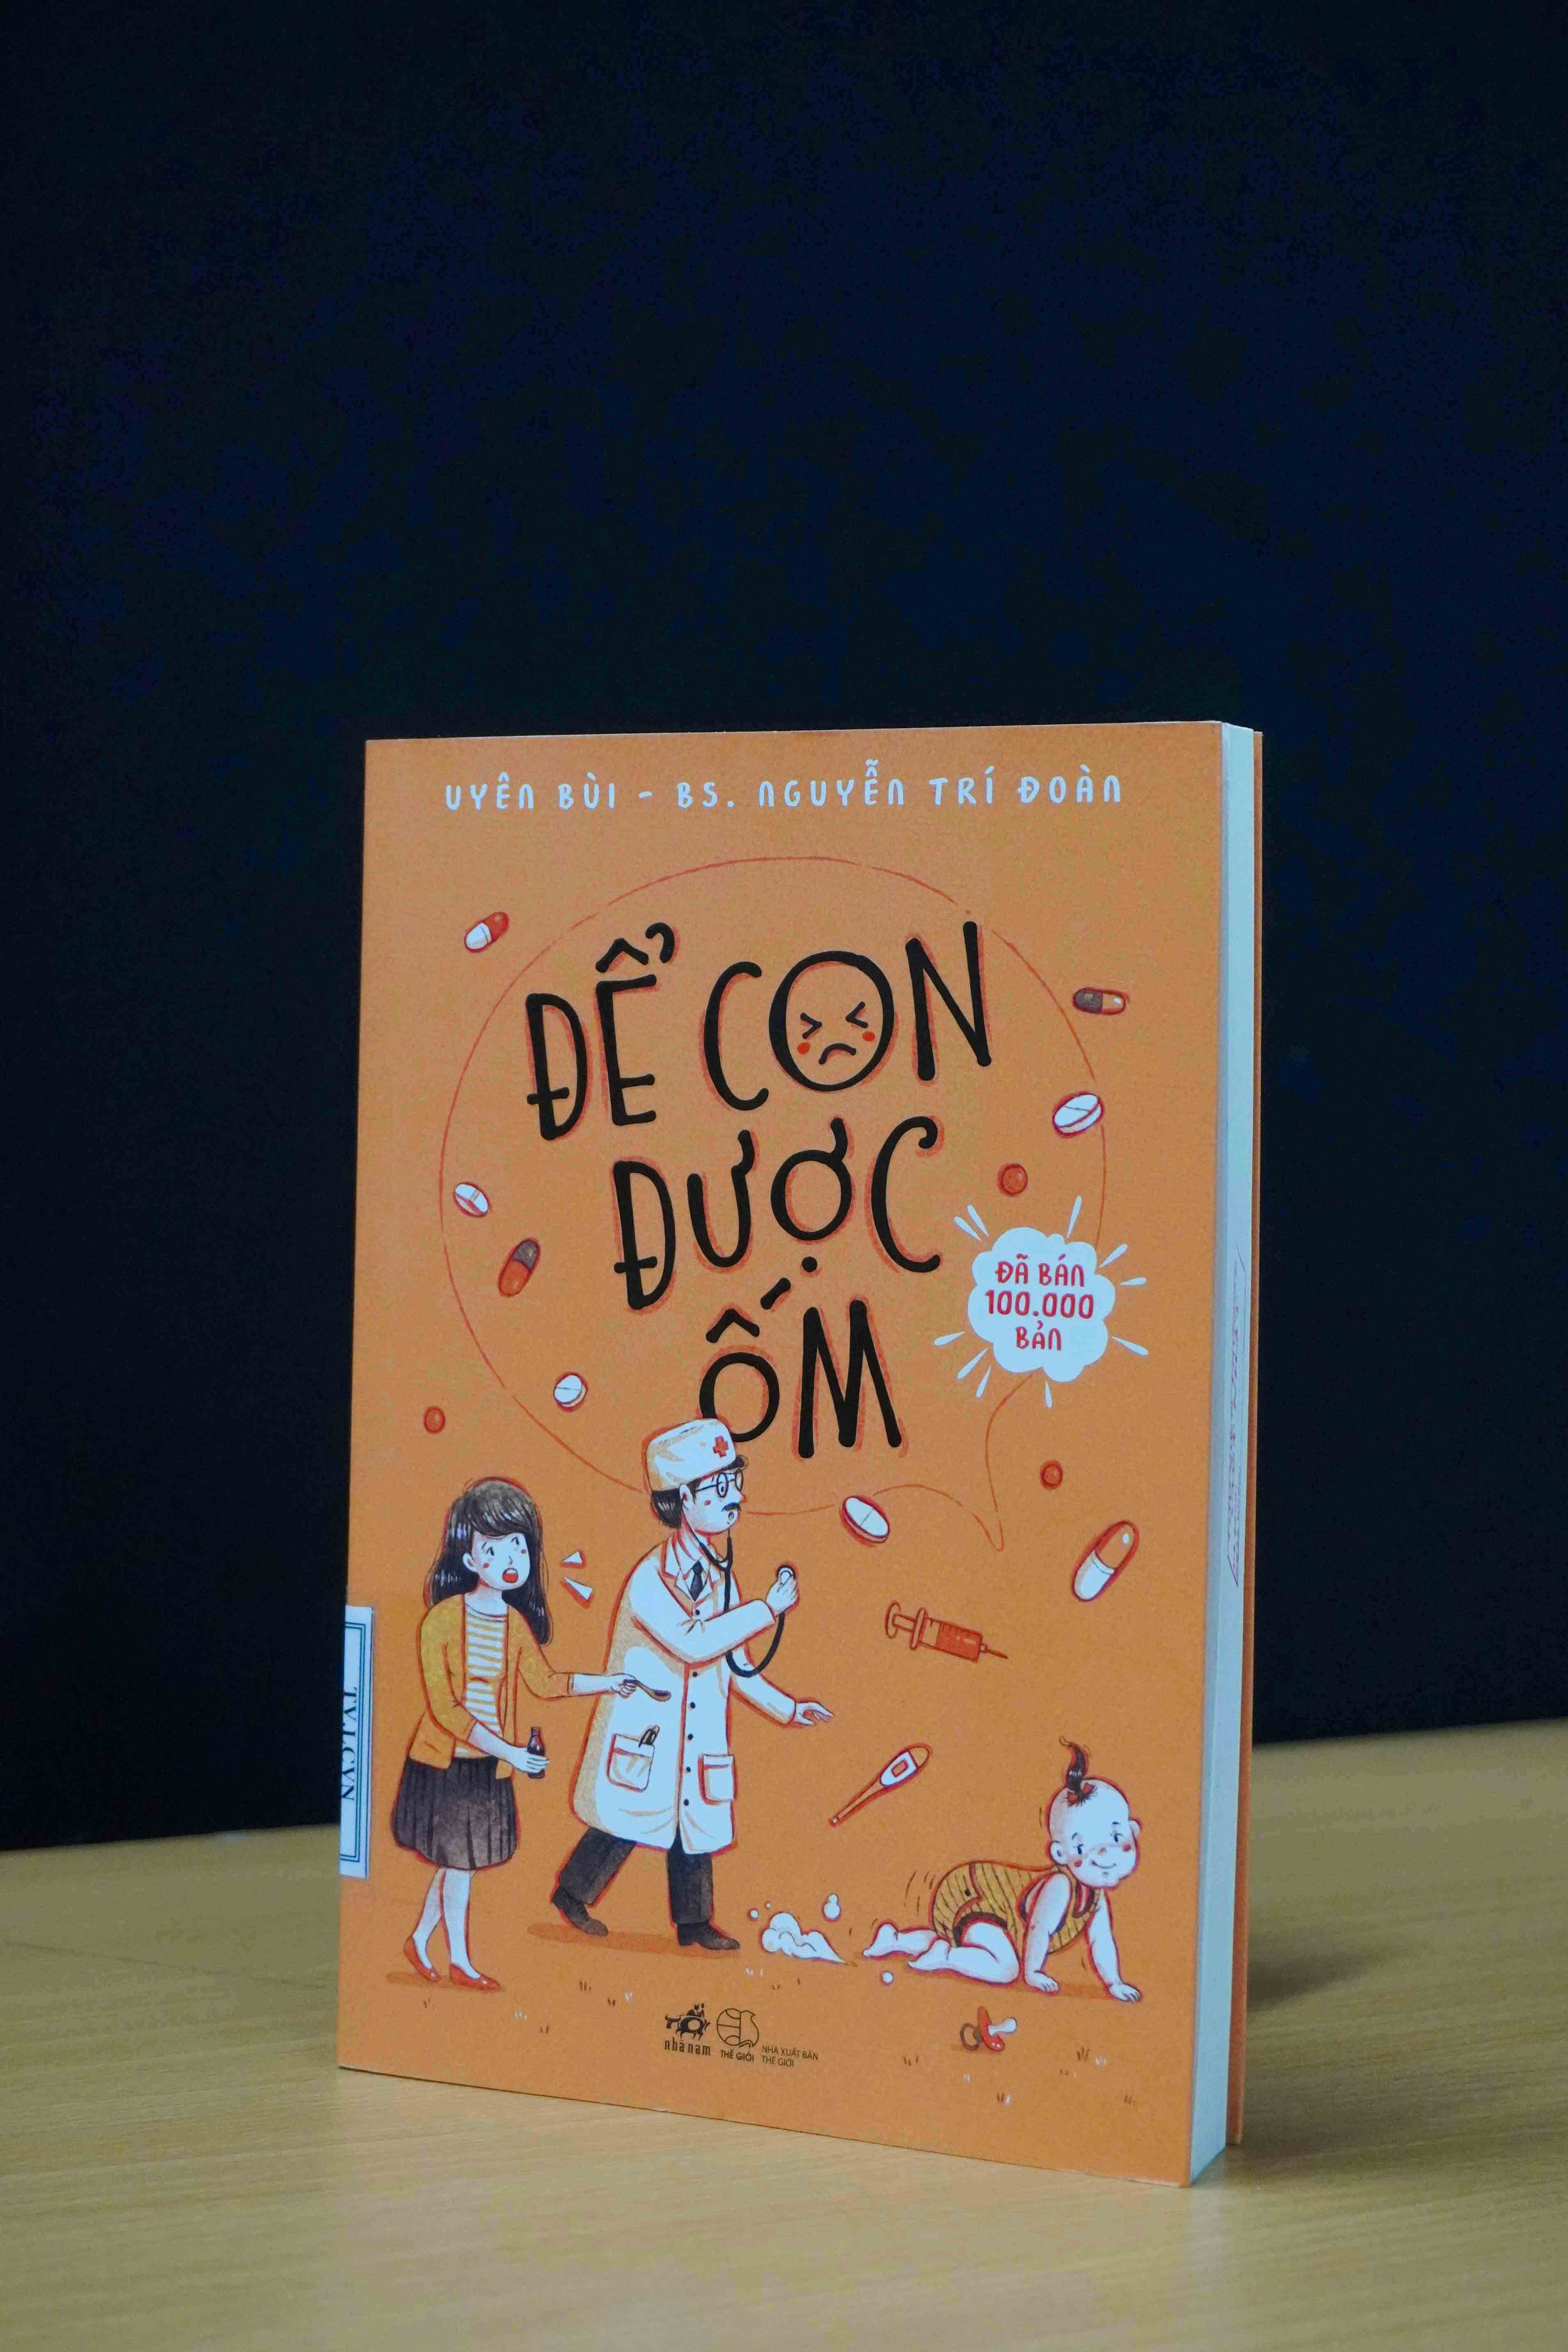 UYÊN BÙI - BS. NGUYỄN TRÍ ĐOÀN
ĐỂ CON
ĐƯỢC
ỐM
ĐÃ BÁN
100.000
BẢN
nhã nam
THẾ GIỚI
NHÀ XUẤT BẢN
THẾ GIỚI